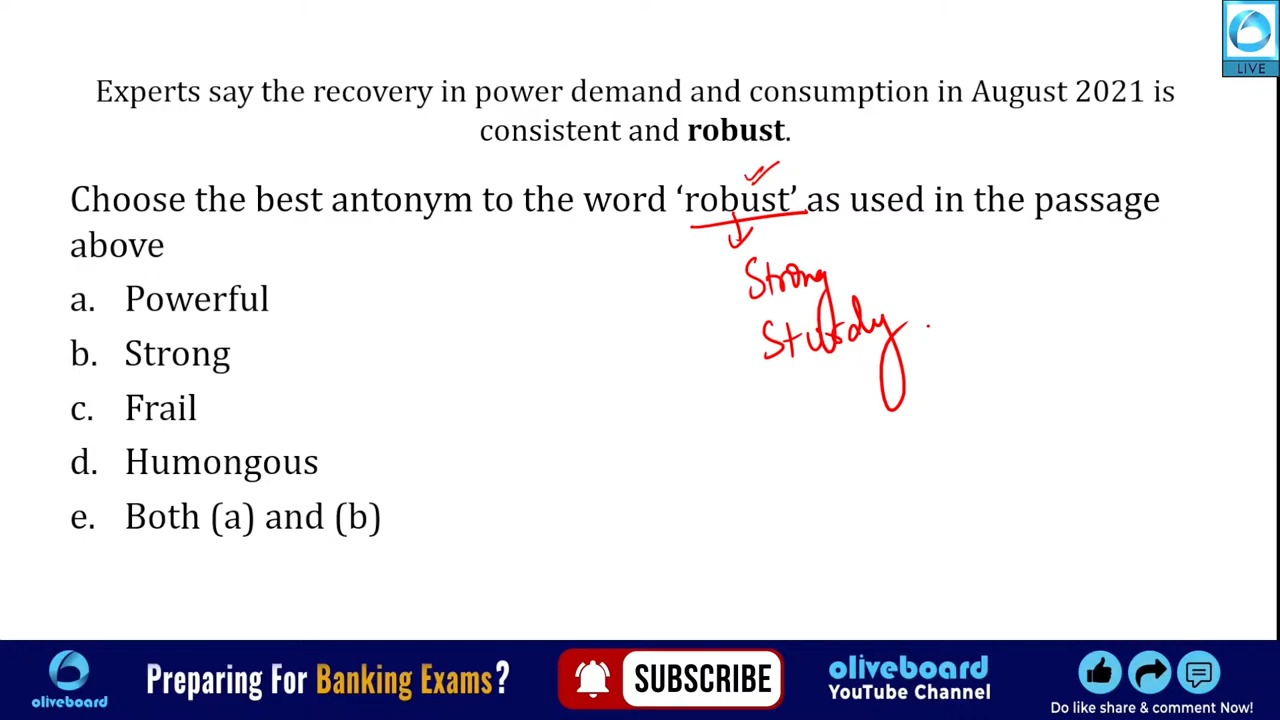 LIVE
Experts say the recovery in power demand and consumption in August 2021 is
consistent and robust.
Choose the best antonym to the word ‘robust’ as used in the passage
above
Strong
Sturdy
a. Powerful
b. Strong
c. Frail
d. Humongous
e. Both (a) and (b)
oliveboard
Preparing For Banking Exams?
SUBSCRIBE
oliveboard
YouTube Channel
Do like share & comment Now!